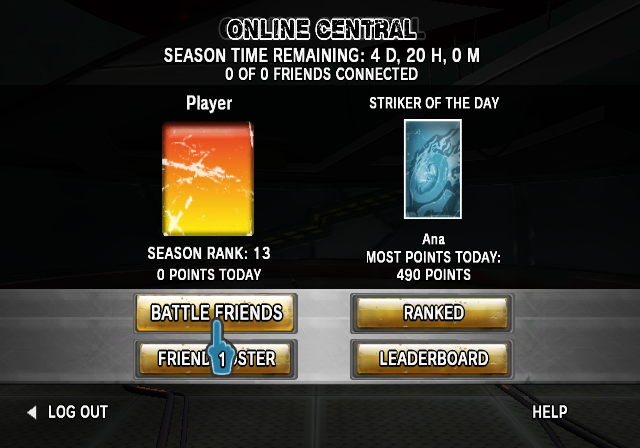 ONLINE CENTRAL
SEASON TIME REMAINING: 4 D, 20 H, 0 M
0 OF 0 FRIENDS CONNECTED
Player
STRIKER OF THE DAY
SEASON RANK: 13
0 POINTS TODAY
Ana
MOST POINTS TODAY:
490 POINTS
BATTLE FRIENDS
RANKED
1
LEADERBOARD
LOG OUT
HELP